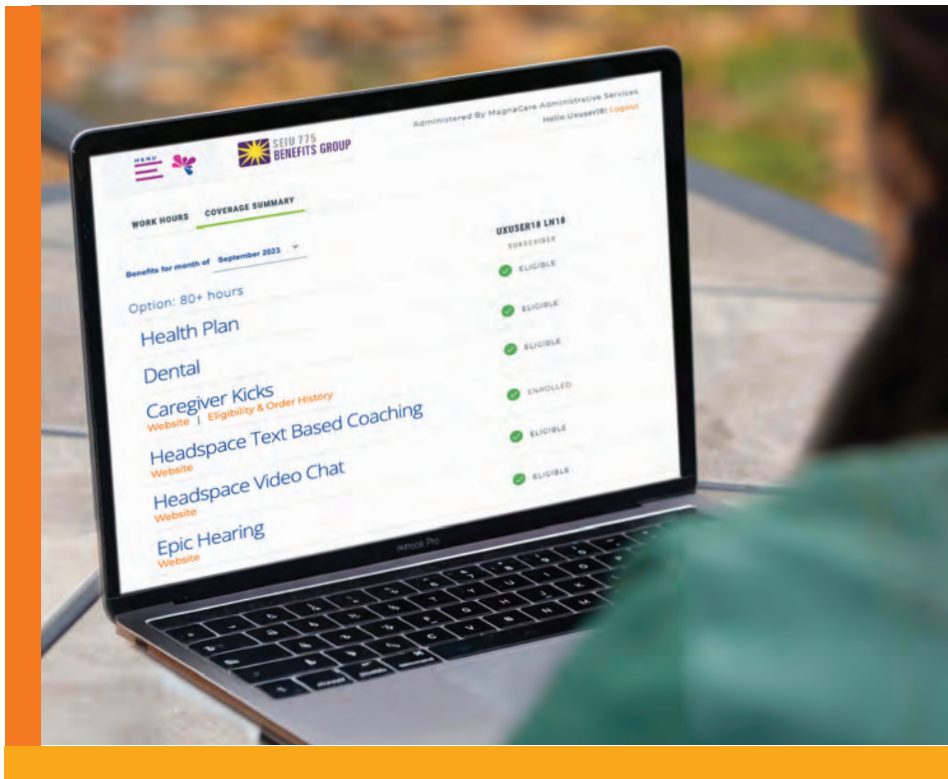 Administered By MagnaCare Administrative Services
Hello Uxuser18! Logout
MENU
SEIU 775
BENEFITS GROUP
WORK HOURS COVERAGE SUMMARY
UXUSER18 LN18
SUBSCRIBER
Benefits for month of September 2023
Option: 80+ hours
ELIGIBLE
Health Plan
ELIGIBLE
Dental
ELIGIBLE
Caregiver Kicks
Website | Eligibility & Order History
ENROLLED
Headspace Text Based Coaching
Website
ELIGIBLE
Headspace Video Chat
Website
ELIGIBLE
Epic Hearing
Website